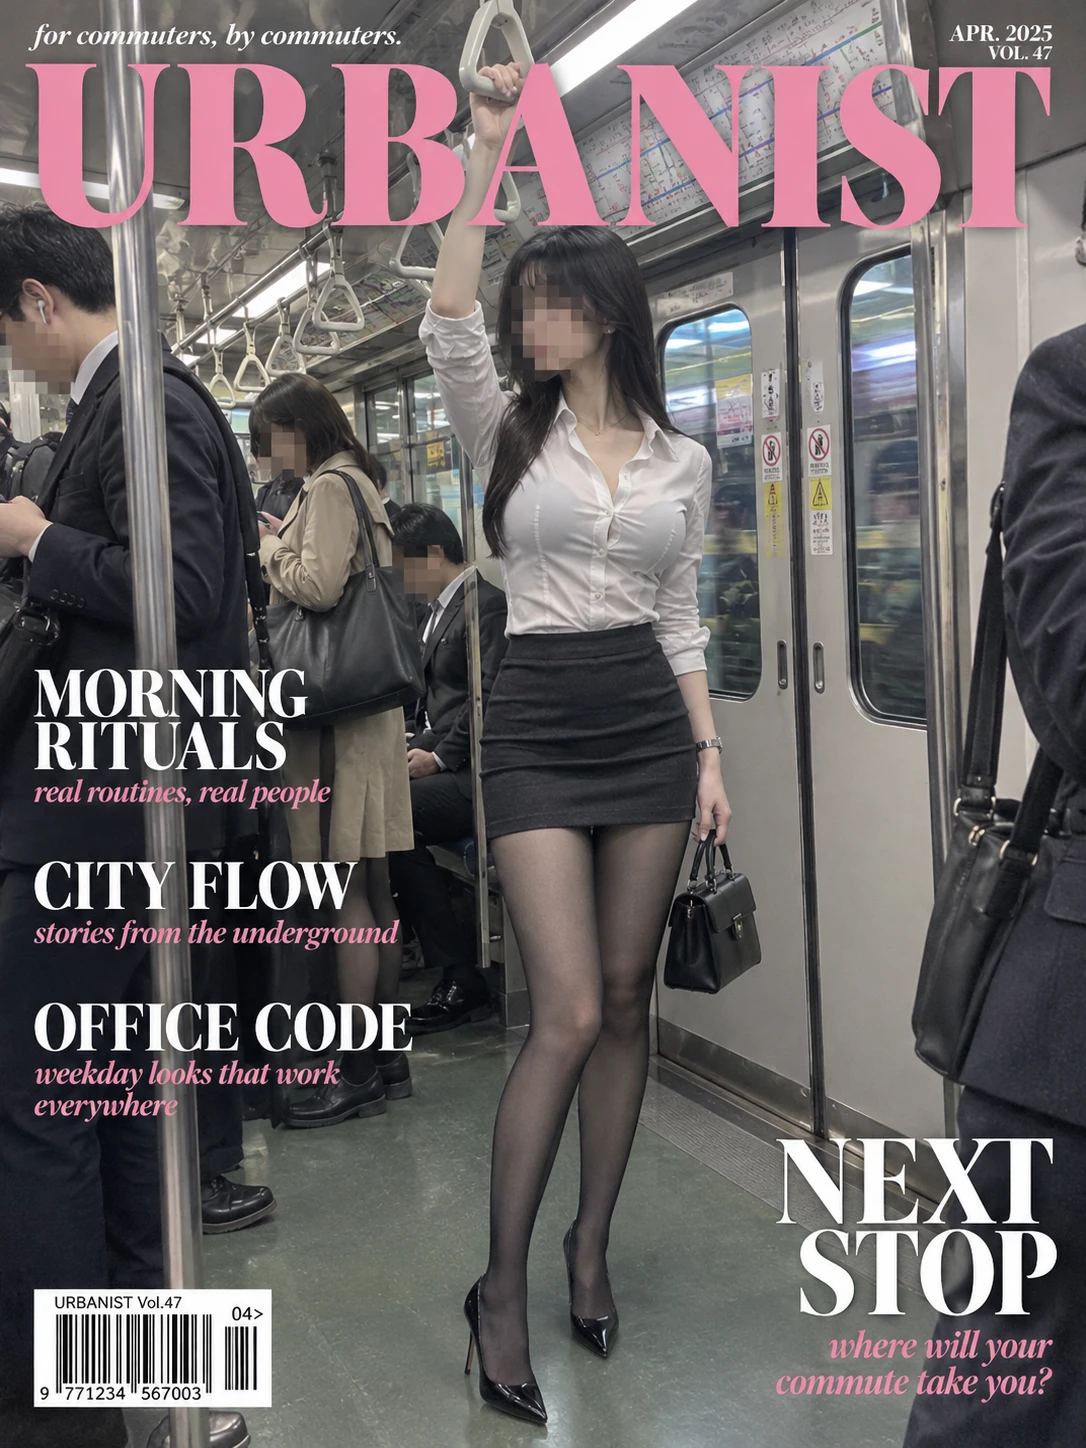 for commuters, by commuters.
APR. 2025
VOL. 47
URBANIST
MORNING
RITUALS
real routines, real people
CITY FLOW
stories from the underground
OFFICE CODE
weekday looks that work
everywhere
NEXT
STOP
where will your
commute take you?
URBANIST Vol.47
04>
9 771234 567003